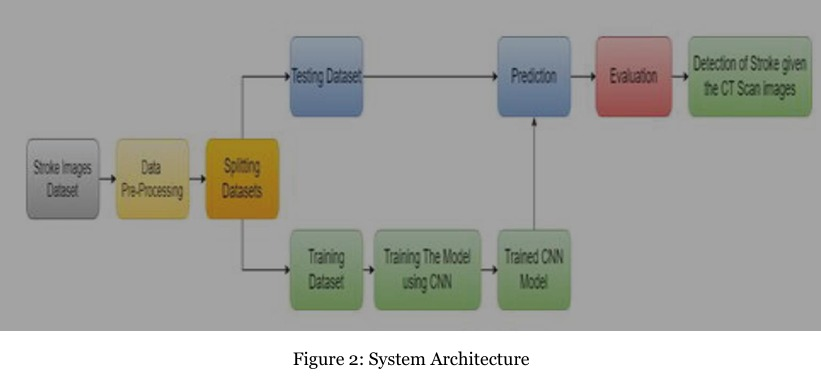 Stroke Images
Dataset
Data
Pre-Processing
Splitting
Datasets
Testing Dataset
Prediction
Evaluation
Detection of Stroke given
the CT Scan images
Training
Dataset
Training The Model
using CNN
Trained CNN
Model
Figure 2: System Architecture